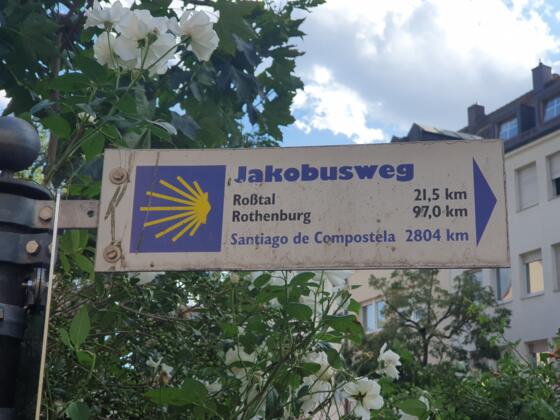 Jakobusweg
Roßtal 21,5 km
Rothenburg 97,0 km
Santiago de Compostela 2804 km